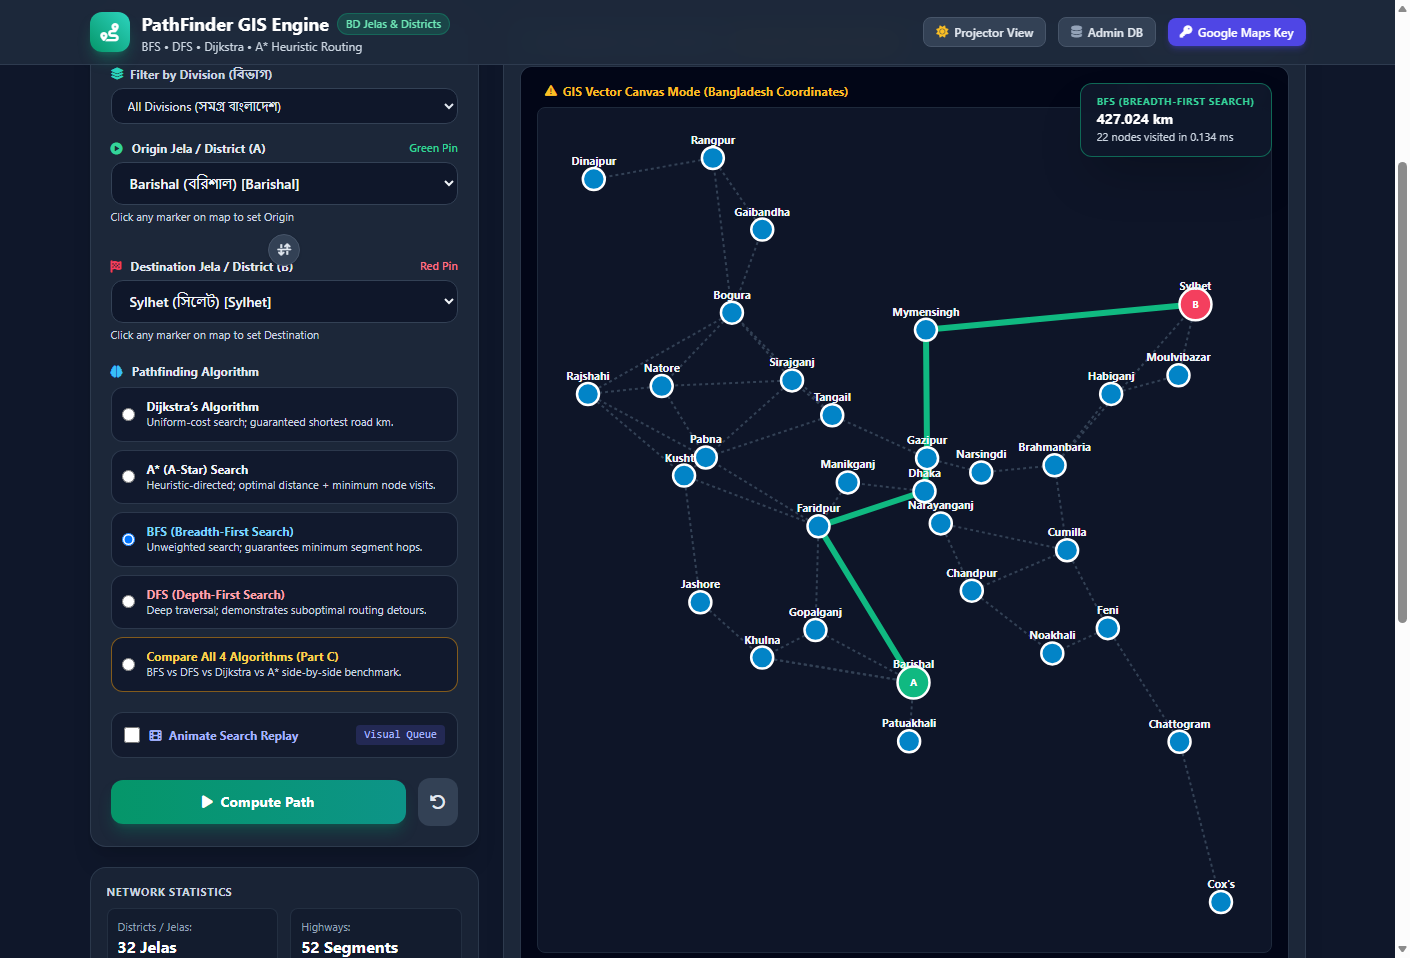 PathFinder GIS Engine
BD Jelas & Districts
BFS • DFS • Dijkstra • A* Heuristic Routing
Projector View
Admin DB
Google Maps Key
Filter by Division (বিভাগ)
All Divisions (সমগ্র বাংলাদেশ)
Origin Jela / District (A)
Green Pin
Barishal (বরিশাল) [Barishal]
Click any marker on map to set Origin
Destination Jela / District (B)
Red Pin
Sylhet (সিলেট) [Sylhet]
Click any marker on map to set Destination
Pathfinding Algorithm
Dijkstra's Algorithm
Uniform-cost search; guaranteed shortest road km.
A* (A-Star) Search
Heuristic-directed; optimal distance + minimum node visits.
BFS (Breadth-First Search)
Unweighted search; guarantees minimum segment hops.
DFS (Depth-First Search)
Deep traversal; demonstrates suboptimal routing detours.
Compare All 4 Algorithms (Part C)
BFS vs DFS vs Dijkstra vs A* side-by-side benchmark.
Animate Search Replay
Visual Queue
Compute Path
NETWORK STATISTICS
Districts / Jelas:
32 Jelas
Highways:
52 Segments
GIS Vector Canvas Mode (Bangladesh Coordinates)
BFS (BREADTH-FIRST SEARCH)
427.024 km
22 nodes visited in 0.134 ms
Rangpur
Dinajpur
Gaibandha
Sylhet
B
Bogura
Mymensingh
Moulvibazar
Sirajganj
Natore
Rajshahi
Habiganj
Tangail
Pabna
Gazipur
Brahmanbaria
Narsingdi
Kusht
Manikganj
Dhaka
Narayanganj
Faridpur
Cumilla
Chandpur
Jashore
Gopalganj
Feni
Khulna
Noakhali
Barishal
A
Patuakhali
Chattogram
Cox's